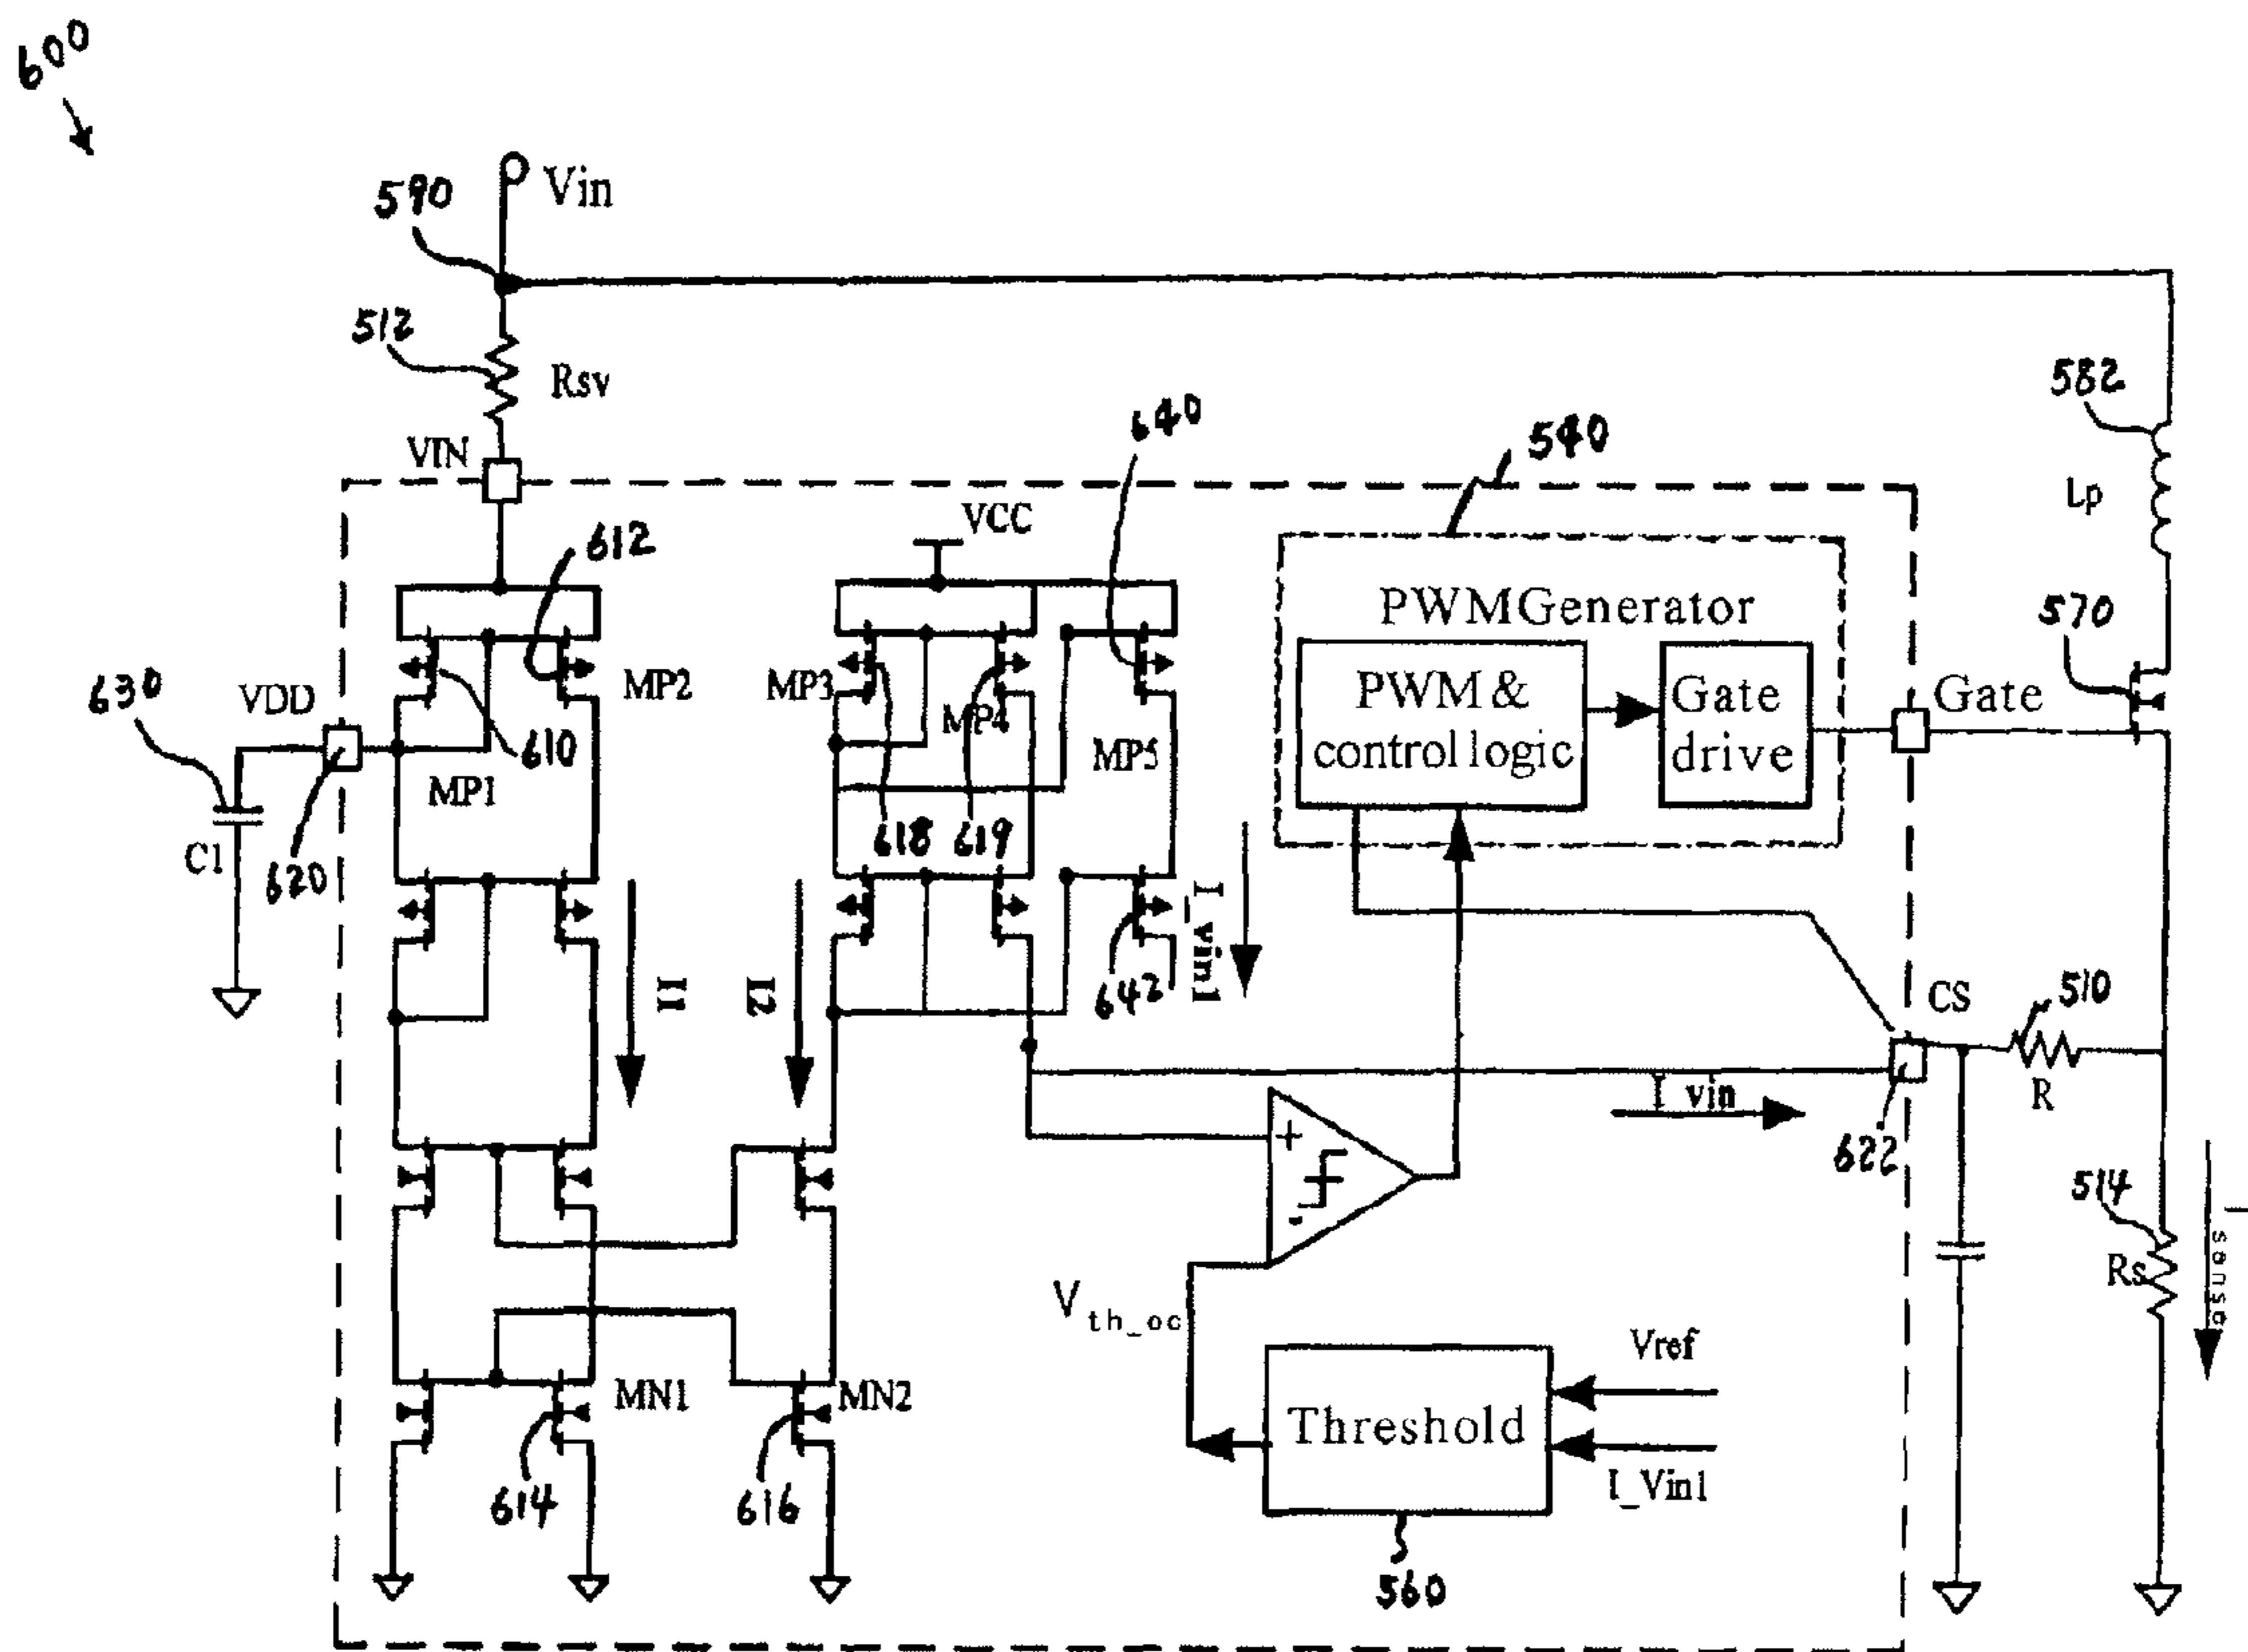 600
590
Vin
512
Rsv
VIN
640
540
582
Lp
VCC
612
PWMGenerator
570
630
VDD
MP2
MP3
MP4
PWM &
control logic
Gate
drive
Gate
610
MP1
MP5
C1
620
618
619
I1
I2
I_vin1
642
CS
510
I_vin
R
622
+
-
514
Rs
I sense
Vth_oc
Vref
MN1
MN2
Threshold
I_Vin1
614
616
560